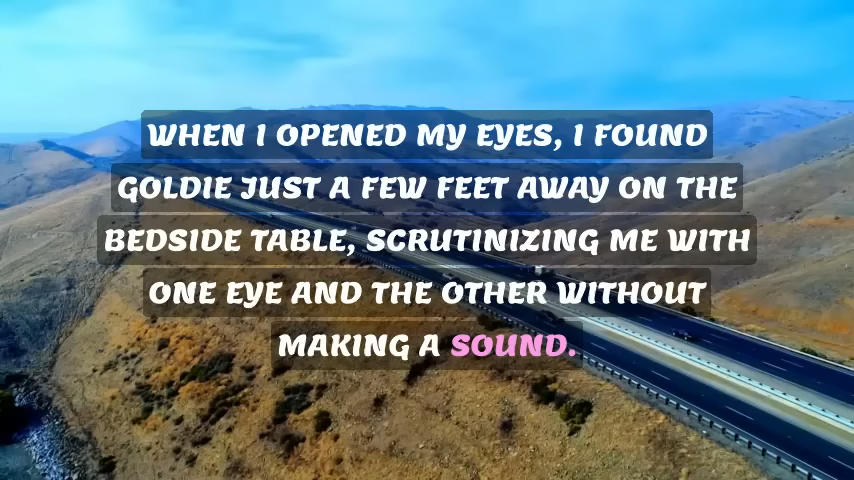 WHEN I OPENED MY EYES, I FOUND
GOLDIE JUST A FEW FEET AWAY ON THE
BEDSIDE TABLE, SCRUTINIZING ME WITH
ONE EYE AND THE OTHER WITHOUT
MAKING A SOUND.